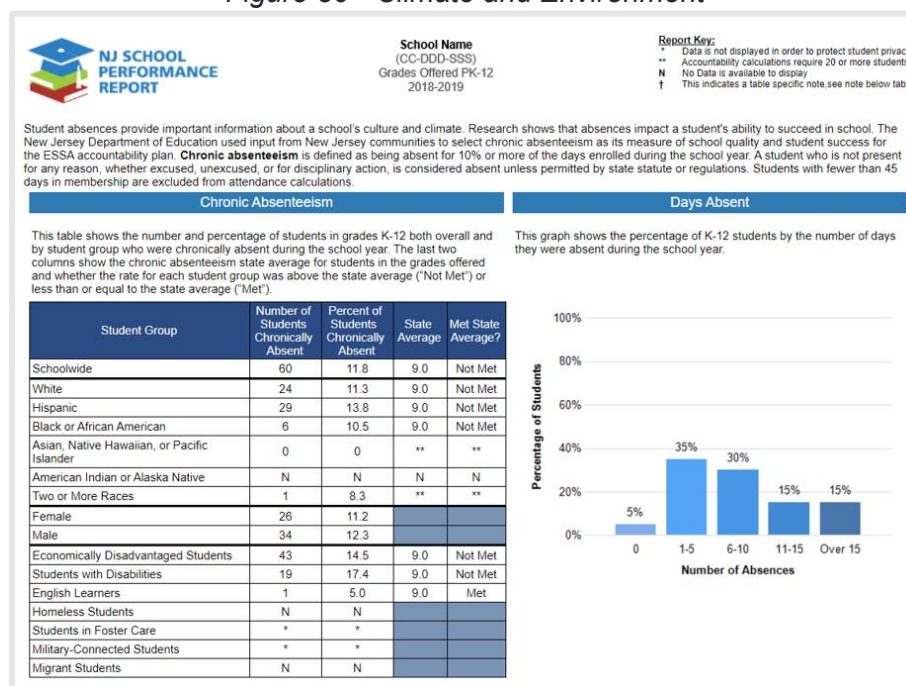 Figure 30 - Climate and Environment
NJ SCHOOL
PERFORMANCE
REPORT
School Name
(CC-DDD-SSS)
Grades Offered PK-12
2018-2019
Report Key:
* Data is not displayed in order to protect student privac
** Accountability calculations require 20 or more students
N No Data is available to display
† This indicates a table specific note,see note below tab
Student absences provide important information about a school's culture and climate. Research shows that absences impact a student's ability to succeed in school. The
New Jersey Department of Education used input from New Jersey communities to select chronic absenteeism as its measure of school quality and student success for
the ESSA accountability plan. Chronic absenteeism is defined as being absent for 10% or more of the days enrolled during the school year. A student who is not present
for any reason, whether excused, unexcused, or for disciplinary action, is considered absent unless permitted by state statute or regulations. Students with fewer than 45
days in membership are excluded from attendance calculations.
Chronic Absenteeism
This table shows the number and percentage of students in grades K-12 both overall and
by student group who were chronically absent during the school year. The last two
columns show the chronic absenteeism state average for students in the grades offered
and whether the rate for each student group was above the state average ("Not Met") or
less than or equal to the state average ("Met").
Student Group
Number of
Students
Chronically
Absent
Percent of
Students
Chronically
Absent
State
Average
Met State
Average?
Schoolwide 60 11.8 9.0 Not Met
White 24 11.3 9.0 Not Met
Hispanic 29 13.8 9.0 Not Met
Black or African American 6 10.5 9.0 Not Met
Asian, Native Hawaiian, or Pacific
Islander 0 0 ** **
American Indian or Alaska Native N N N N
Two or More Races 1 8.3 ** **
Female 26 11.2
Male 34 12.3
Economically Disadvantaged Students 43 14.5 9.0 Not Met
Students with Disabilities 19 17.4 9.0 Not Met
English Learners 1 5.0 9.0 Met
Homeless Students N N
Students in Foster Care * *
Military-Connected Students * *
Migrant Students N N
Days Absent
This graph shows the percentage of K-12 students by the number of days
they were absent during the school year.
Percentage of Students
100%
80%
60%
40%
20%
0%
5%
35%
30%
15%
15%
0 1-5 6-10 11-15 Over 15
Number of Absences